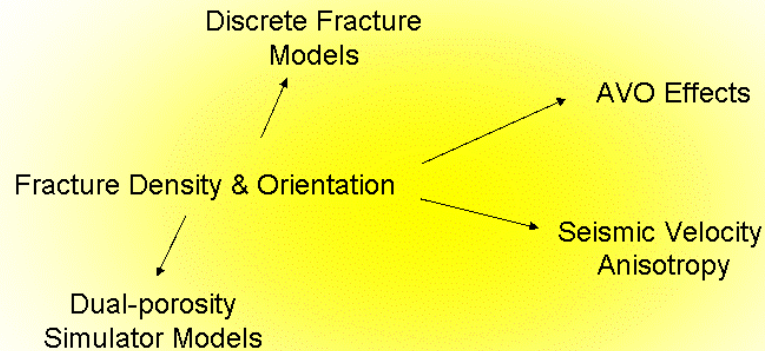 Discrete Fracture
Models
AVO Effects
Fracture Density & Orientation
Seismic Velocity
Anisotropy
Dual-porosity
Simulator Models